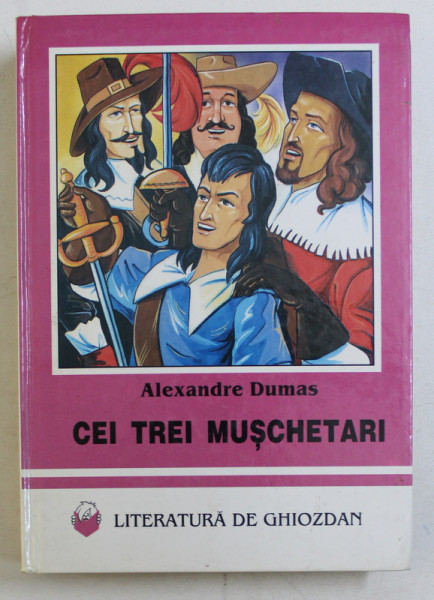 Alexandre Dumas
CEI TREI MUȘCHETARI
LITERATURĂ DE GHIOZDAN